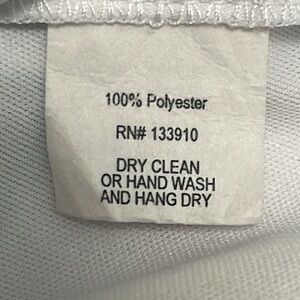 100% Polyester
RN# 133910
DRY CLEAN
OR HAND WASH
AND HANG DRY